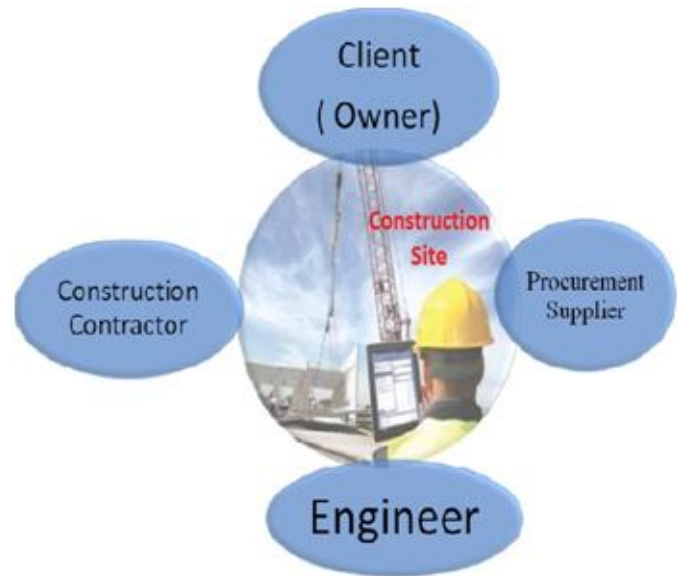 Client
( Owner)
Construction
Site
Construction
Contractor
Procurement
Supplier
Engineer